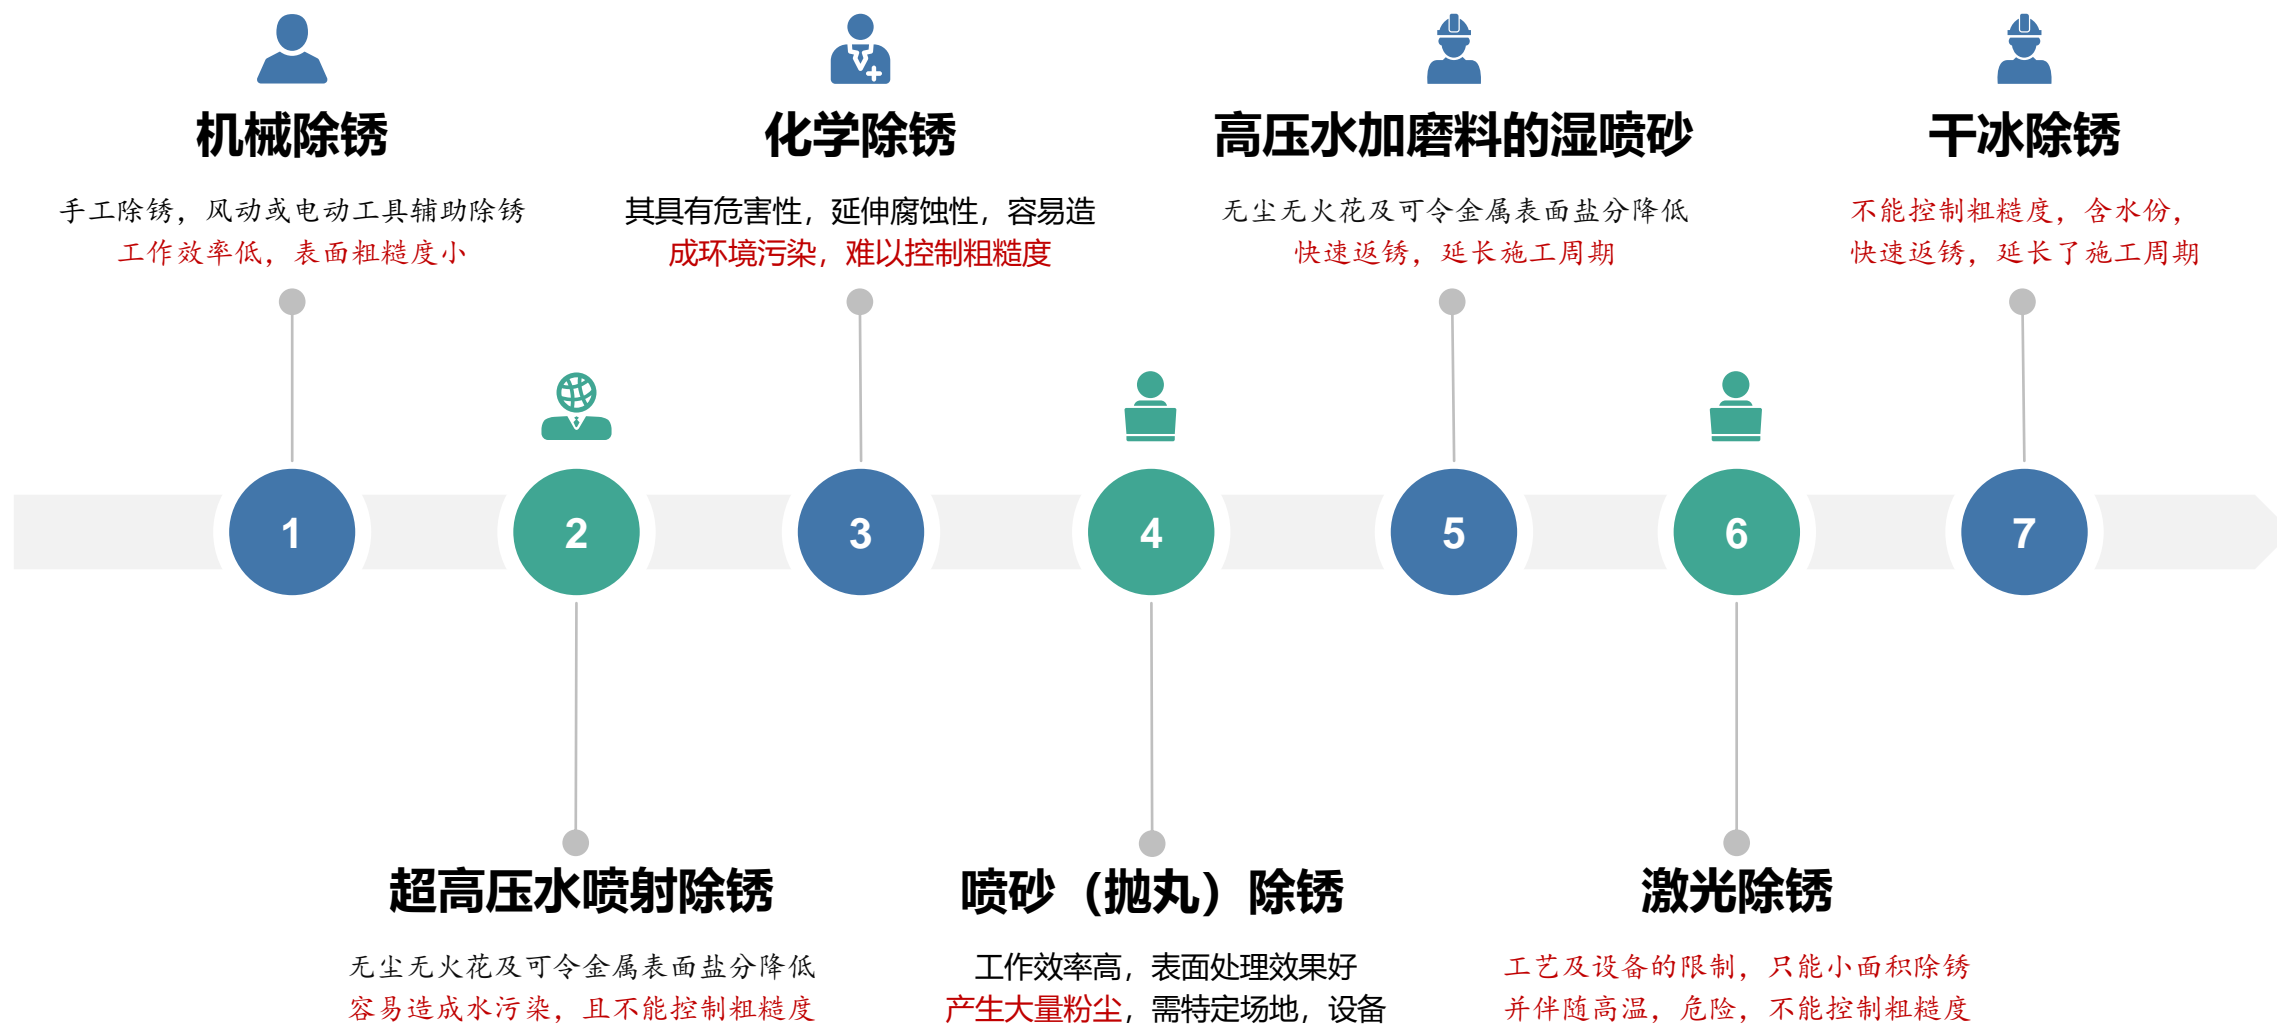 机械除锈
手工除锈，风动或电动工具辅助除锈
工作效率低，表面粗糙度小
化学除锈
其具有危害性，延伸腐蚀性，容易造
成环境污染，难以控制粗糙度
高压水加磨料的湿喷砂
无尘无火花及可令金属表面盐分降低
快速返锈，延长施工周期
干冰除锈
不能控制粗糙度，含水份，
快速返锈，延长了施工周期
1
2
3
4
5
6
7
超高压水喷射除锈
无尘无火花及可令金属表面盐分降低
容易造成水污染，且不能控制粗糙度
喷砂（抛丸）除锈
工作效率高，表面处理效果好
产生大量粉尘，需特定场地，设备
激光除锈
工艺及设备的限制，只能小面积除锈
并伴随高温，危险，不能控制粗糙度